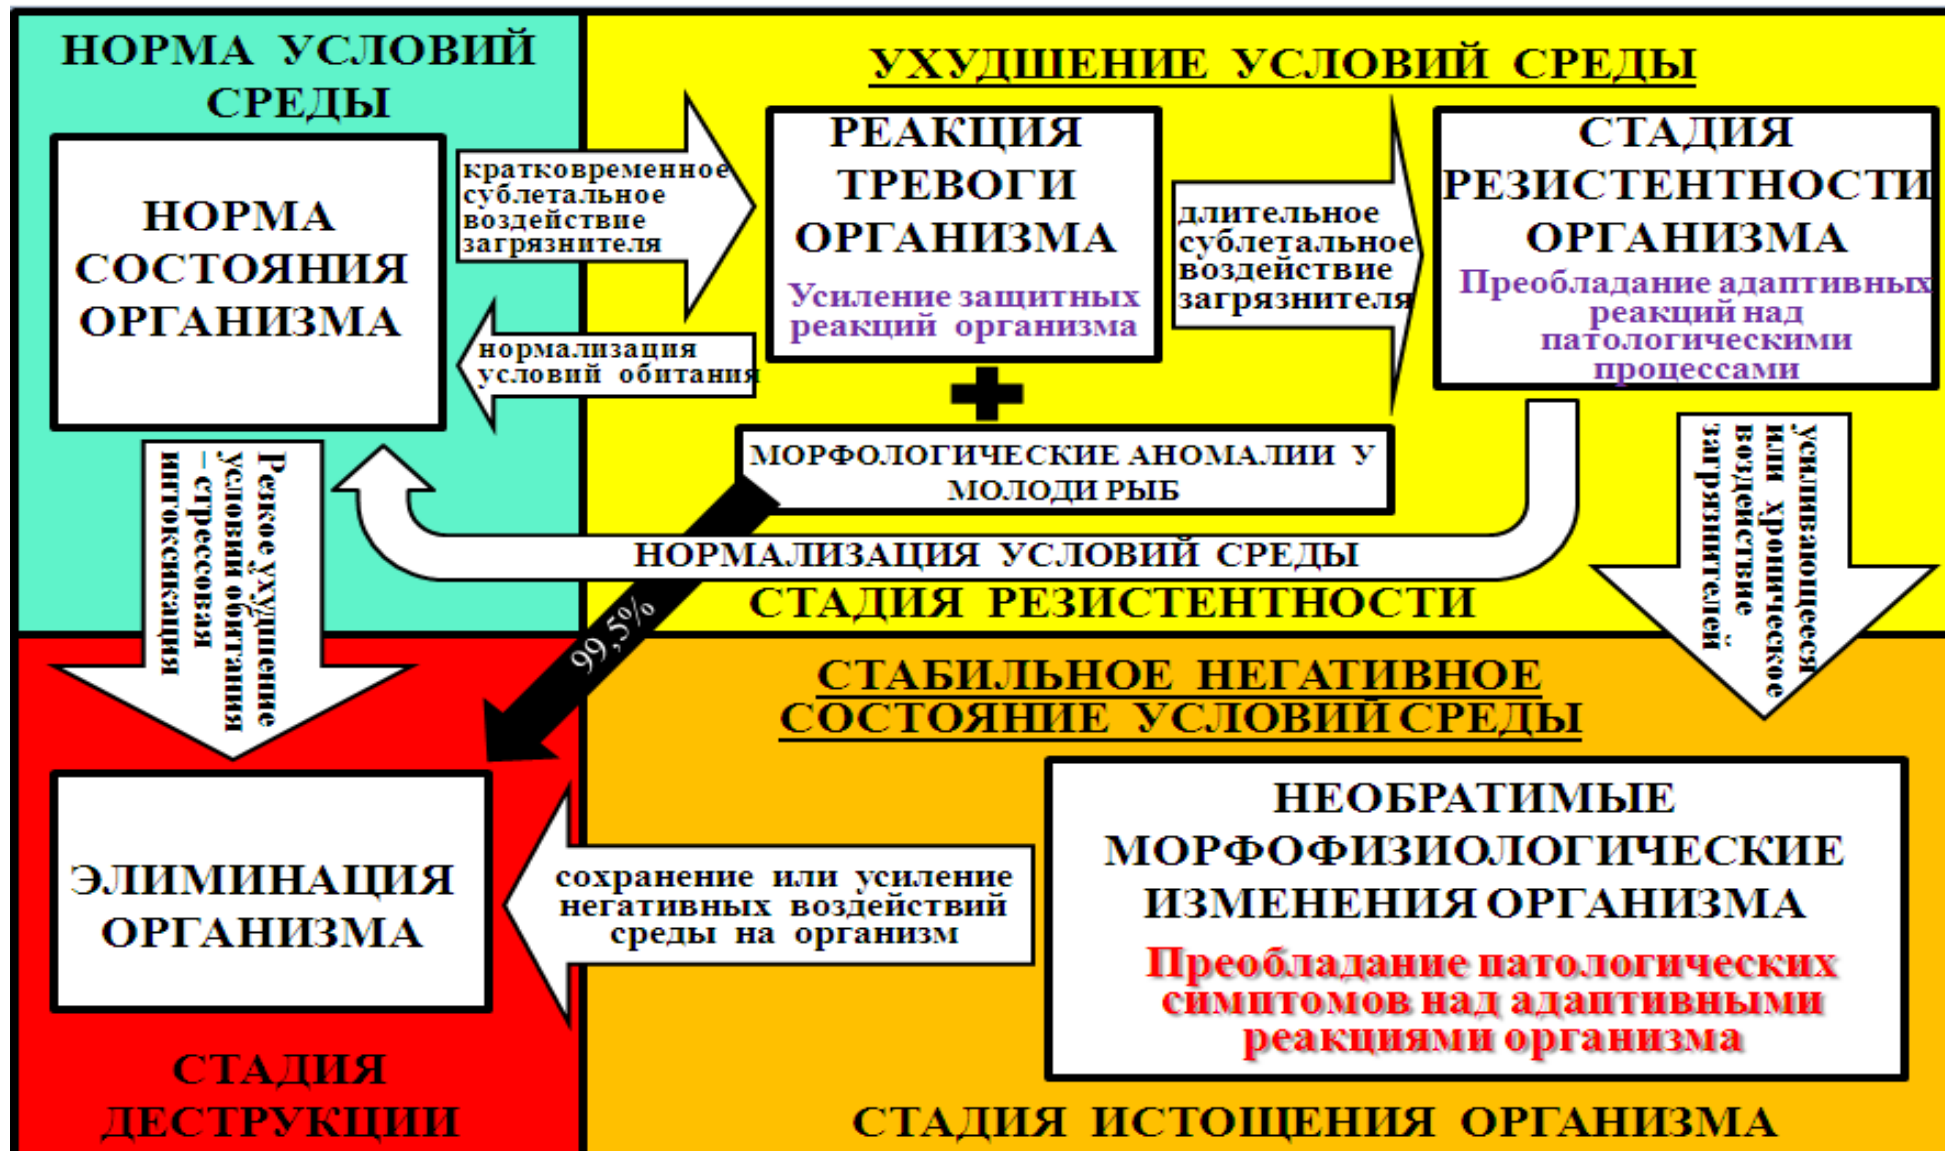 НОРМА УСЛОВИЙ
СРЕДЫ
НОРМА
СОСТОЯНИЯ
ОРГАНИЗМА
кратковременное
сублетальное
воздействие
загрязнителя
нормализация
условий обитания
УХУДШЕНИЕ УСЛОВИЙ СРЕДЫ
РЕАКЦИЯ
ТРЕВОГИ
ОРГАНИЗМА
Усиление защитных
реакций организма
длительное
сублетальное
воздействие
загрязнителя
СТАДИЯ
РЕЗИСТЕНТНОСТИ
ОРГАНИЗМА
Преобладание адаптивных
реакций над
патологическими
процессами
МОРФОЛОГИЧЕСКИЕ АНОМАЛИИ У
МОЛОДИ РЫБ
НОРМАЛИЗАЦИЯ УСЛОВИЙ СРЕДЫ
СТАДИЯ РЕЗИСТЕНТНОСТИ
усиливающееся
или хроническое
воздействие
загрязнителей
Резкое ухудшение
условий обитания
– стрессовая
интоксикация
99,5%
СТАБИЛЬНОЕ НЕГАТИВНОЕ
СОСТОЯНИЕ УСЛОВИЙ СРЕДЫ
НЕОБРАТИМЫЕ
МОРФОФИЗИОЛОГИЧЕСКИЕ
ИЗМЕНЕНИЯ ОРГАНИЗМА
Преобладание патологических
симптомов над адаптивными
реакциями организма
сохранение или усиление
негативных воздействий
среды на организм
ЭЛИМИНАЦИЯ
ОРГАНИЗМА
СТАДИЯ
ДЕСТРУКЦИИ
СТАДИЯ ИСТОЩЕНИЯ ОРГАНИЗМА